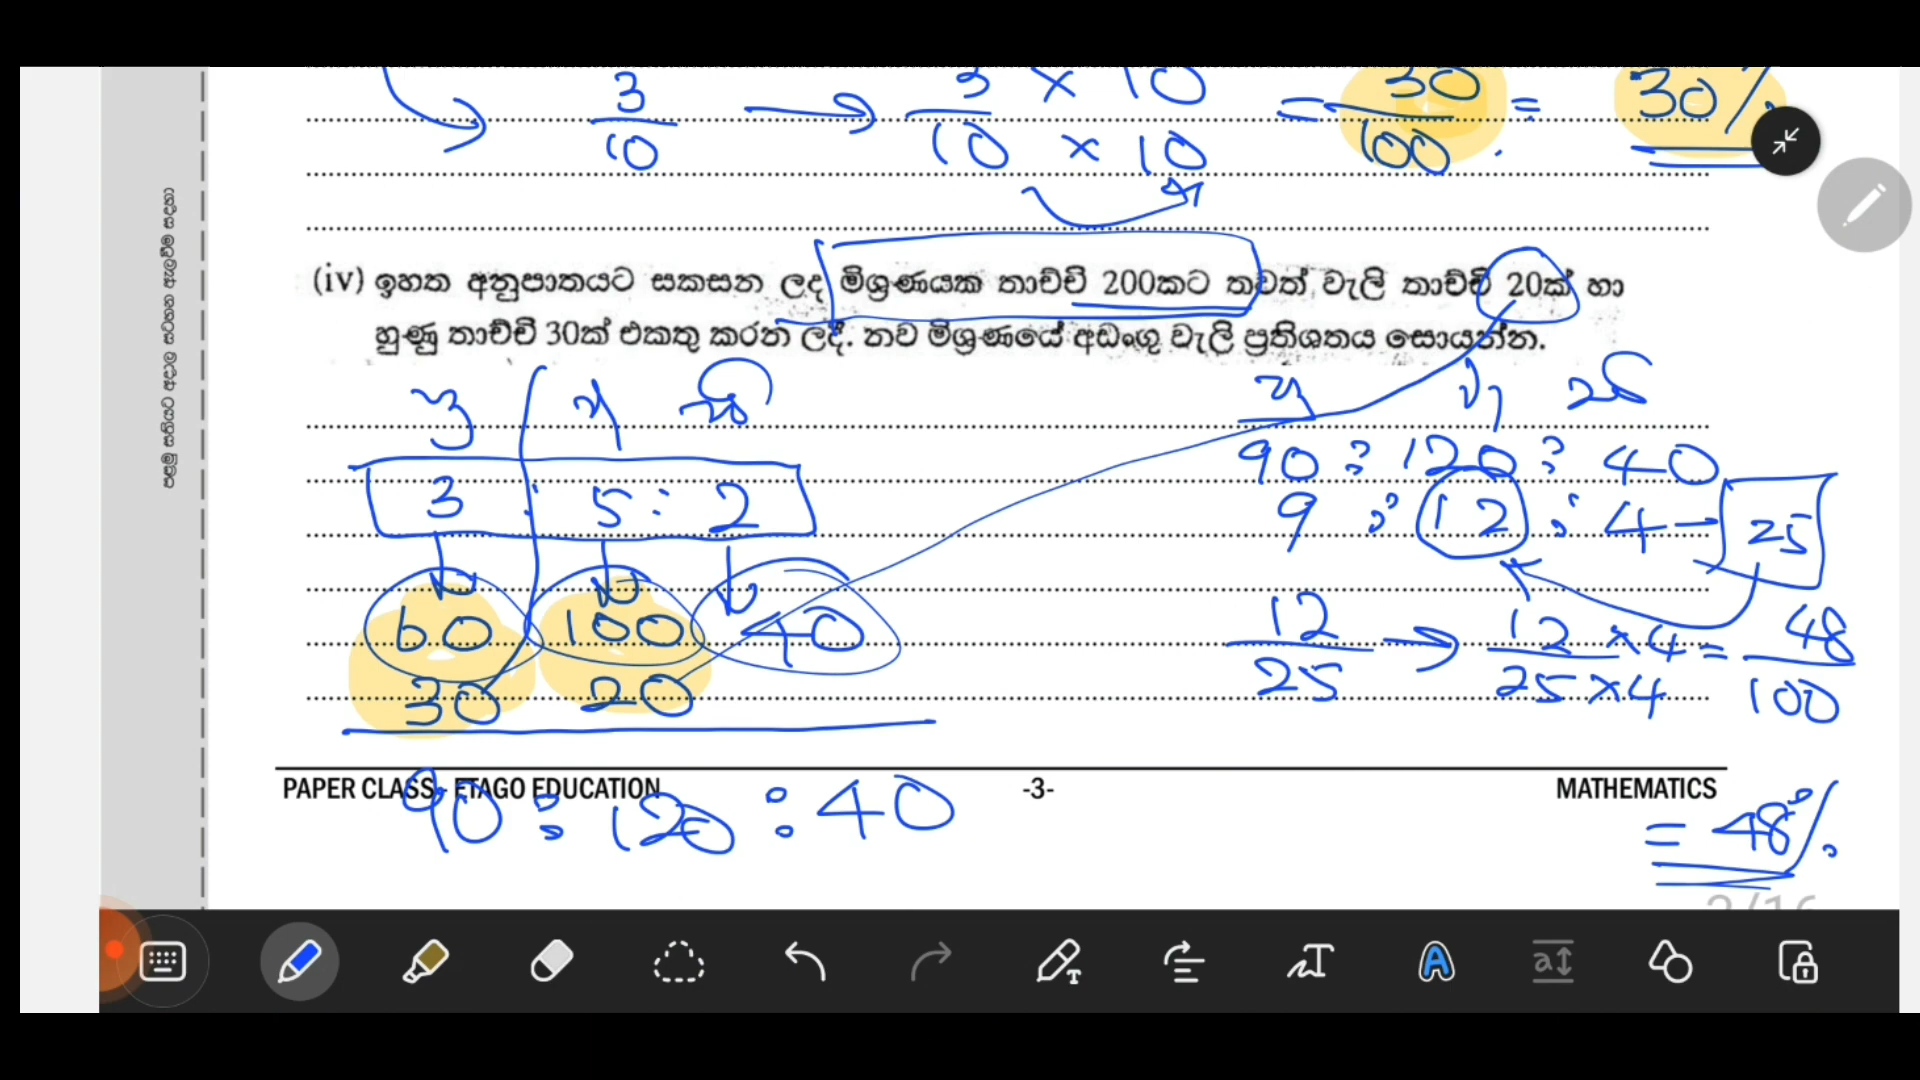 3/10 → 3 × 10 / 10 × 10 = 30/100 = 30%
(iv) ඉහත අනුපාතයට සකසන ලද මිශ්‍රණයක තාච්චි 200කට තවත් වැලි තාච්චි 20ක් හා
හුණු තාච්චි 30ක් එකතු කරන ලදී. නව මිශ්‍රණයේ අඩංගු වැලි ප්‍රතිශතය සොයන්න.
3 : 5 : 2
60 100 40
30 20
90 : 120 : 40
90 : 120 : 40
9 : 12 : 4 → 25
12/25 → 12 × 4 / 25 × 4 = 48/100
= 48%
PAPER CLASS - ETAGO EDUCATION -3- MATHEMATICS